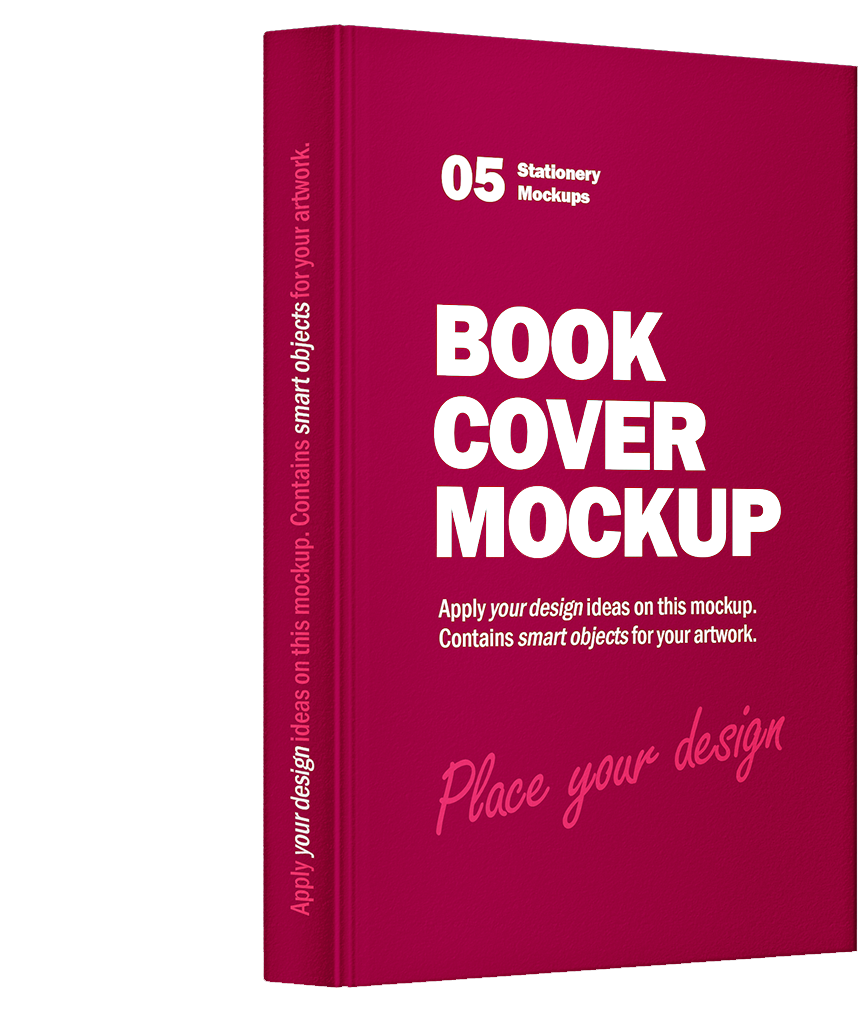 05
Stationery
Mockups
BOOK
COVER
MOCKUP
Apply your design ideas on this mockup.
Contains smart objects for your artwork.
Place your design
Apply your design ideas on this mockup. Contains smart objects for your artwork.